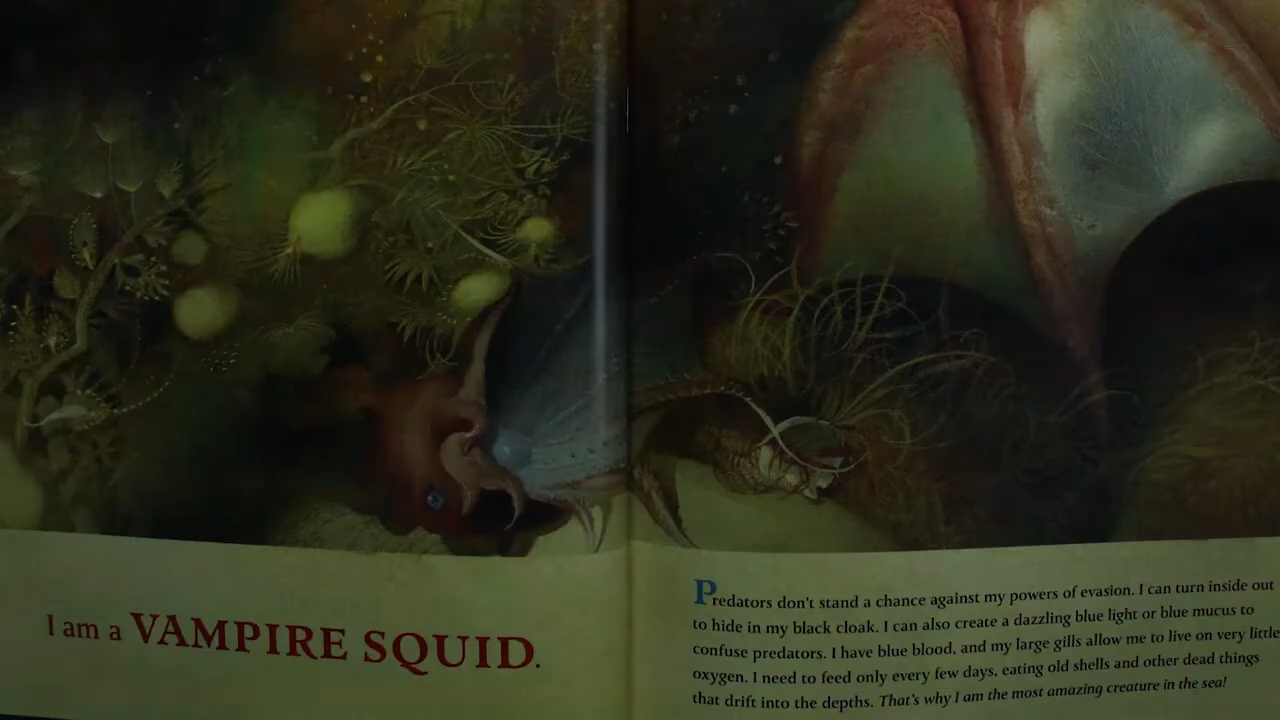 I am a VAMPIRE SQUID.
Predators don't stand a chance against my powers of evasion. I can turn inside out
to hide in my black cloak. I can also create a dazzling blue light or blue mucus to
confuse predators. I have blue blood, and my large gills allow me to live on very little
oxygen. I need to feed only every few days, eating old shells and other dead things
that drift into the depths. That's why I am the most amazing creature in the sea!